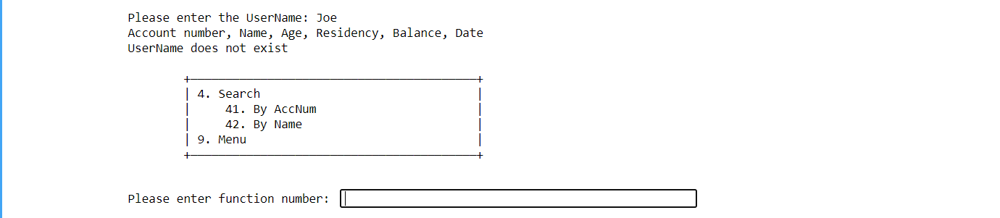 Please enter the UserName: Joe
Account number, Name, Age, Residency, Balance, Date
UserName does not exist
4. Search
41. By AccNum
42. By Name
9. Menu
Please enter function number: